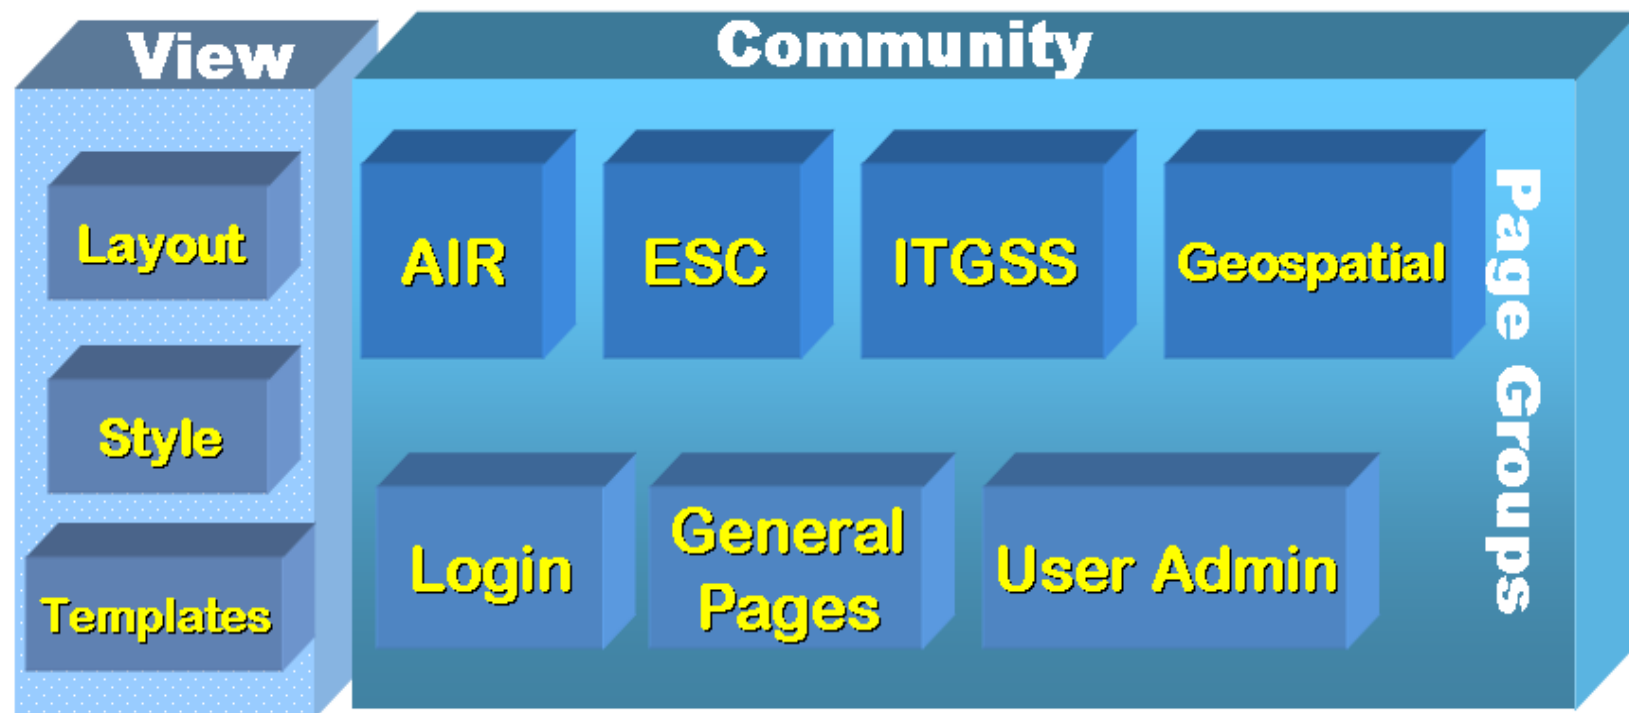 View
Community
Layout
Style
Templates
AIR
ESC
ITGSS
Geospatial
Login
General
Pages
User Admin
Page Groups